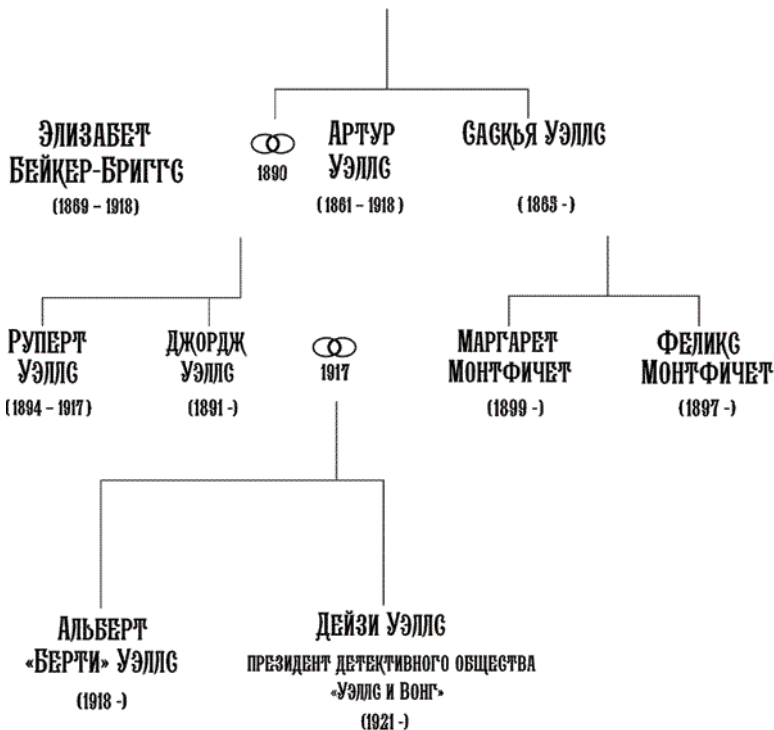 Элизабет
Бейкер-Бриггс
(1869 – 1918)
1890
Артур
Уэллс
(1861 – 1918)
Саскья Уэллс
(1865 -)
Руперт
Уэллс
(1894 – 1917)
Джордж
Уэллс
(1891 -)
1917
Маргарет
Монтфичет
(1899 -)
Феликс
Монтфичет
(1897 -)
Альберт
«Берти» Уэллс
(1918 -)
Дейзи Уэллс
президент детективного общества
«Уэллс и Вонг»
(1921 -)